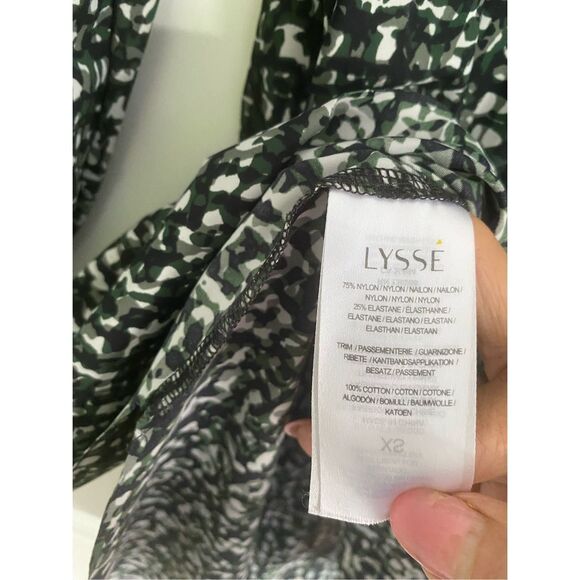 LYSSÉ
75% NYLON / NYLON / NAILON / NAILON /
NYLON / NYLON / NYLON
25% ELASTANE / ÉLASTHANNE /
ELASTANE / ELASTANO / ELASTAN /
ELASTHAN / ELASTAAN
TRIM / PASSEMENTERIE / GUARNIZIONE /
RIBETE / KANTBANDSAPPLIKATION /
BESATZ / PASSEMENT
100% COTTON / COTON / COTONE /
ALGODÓN / BOMULL / BAUMWOLLE /
KATOEN
XS